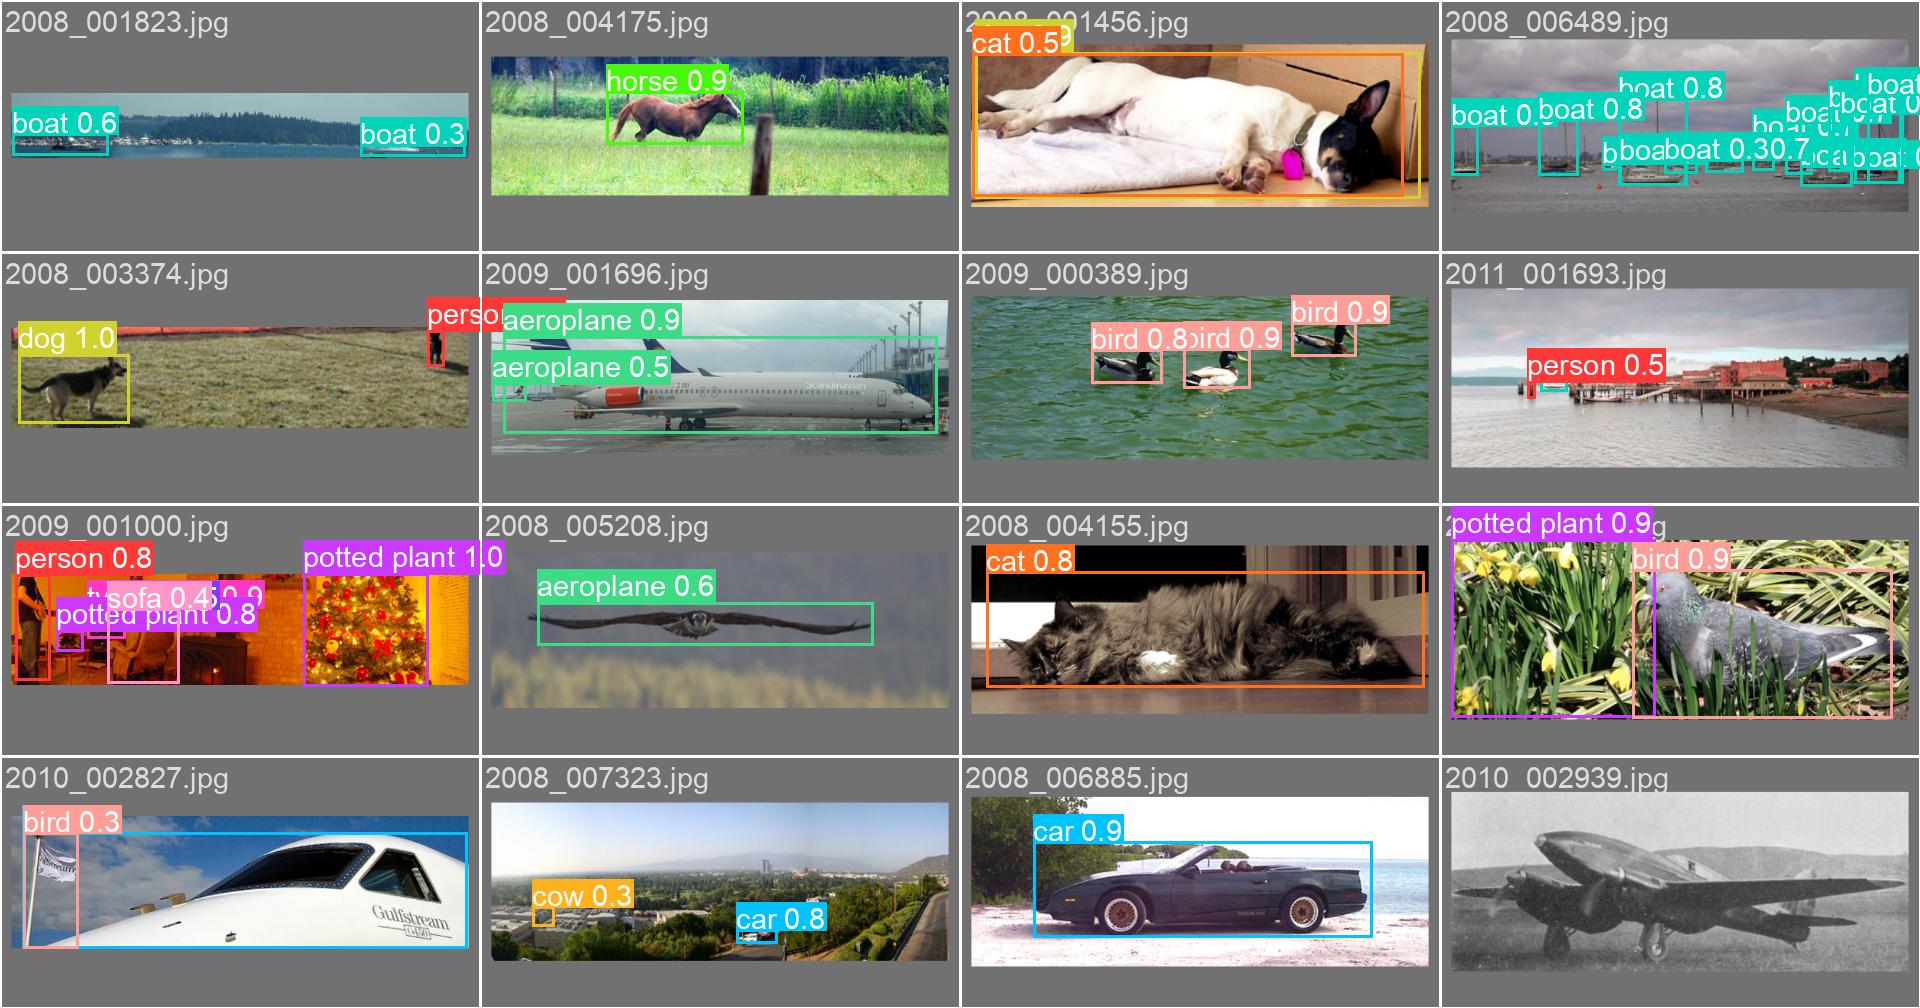 2008_001823.jpg
boat 0.6
boat 0.3
2008_004175.jpg
horse 0.9
cat 0.5
2008_006489.jpg
boat 0.8
boat 0.8
boat
boat 0.3
2008_003374.jpg
dog 1.0
2009_001696.jpg
aeroplane 0.9
aeroplane 0.5
Scandinavian
2009_000389.jpg
bird 0.8
bird 0.9
bird 0.9
2011_001693.jpg
person 0.5
2009_001000.jpg
person 0.8
potted plant 1.0
sofa 0.4
potted plant 0.8
2008_005208.jpg
aeroplane 0.6
2008_004155.jpg
cat 0.8
potted plant 0.9
bird 0.9
2010_002827.jpg
bird 0.3
Gulfstream
G450
2008_007323.jpg
cow 0.3
car 0.8
2008_006885.jpg
car 0.9
2010_002939.jpg